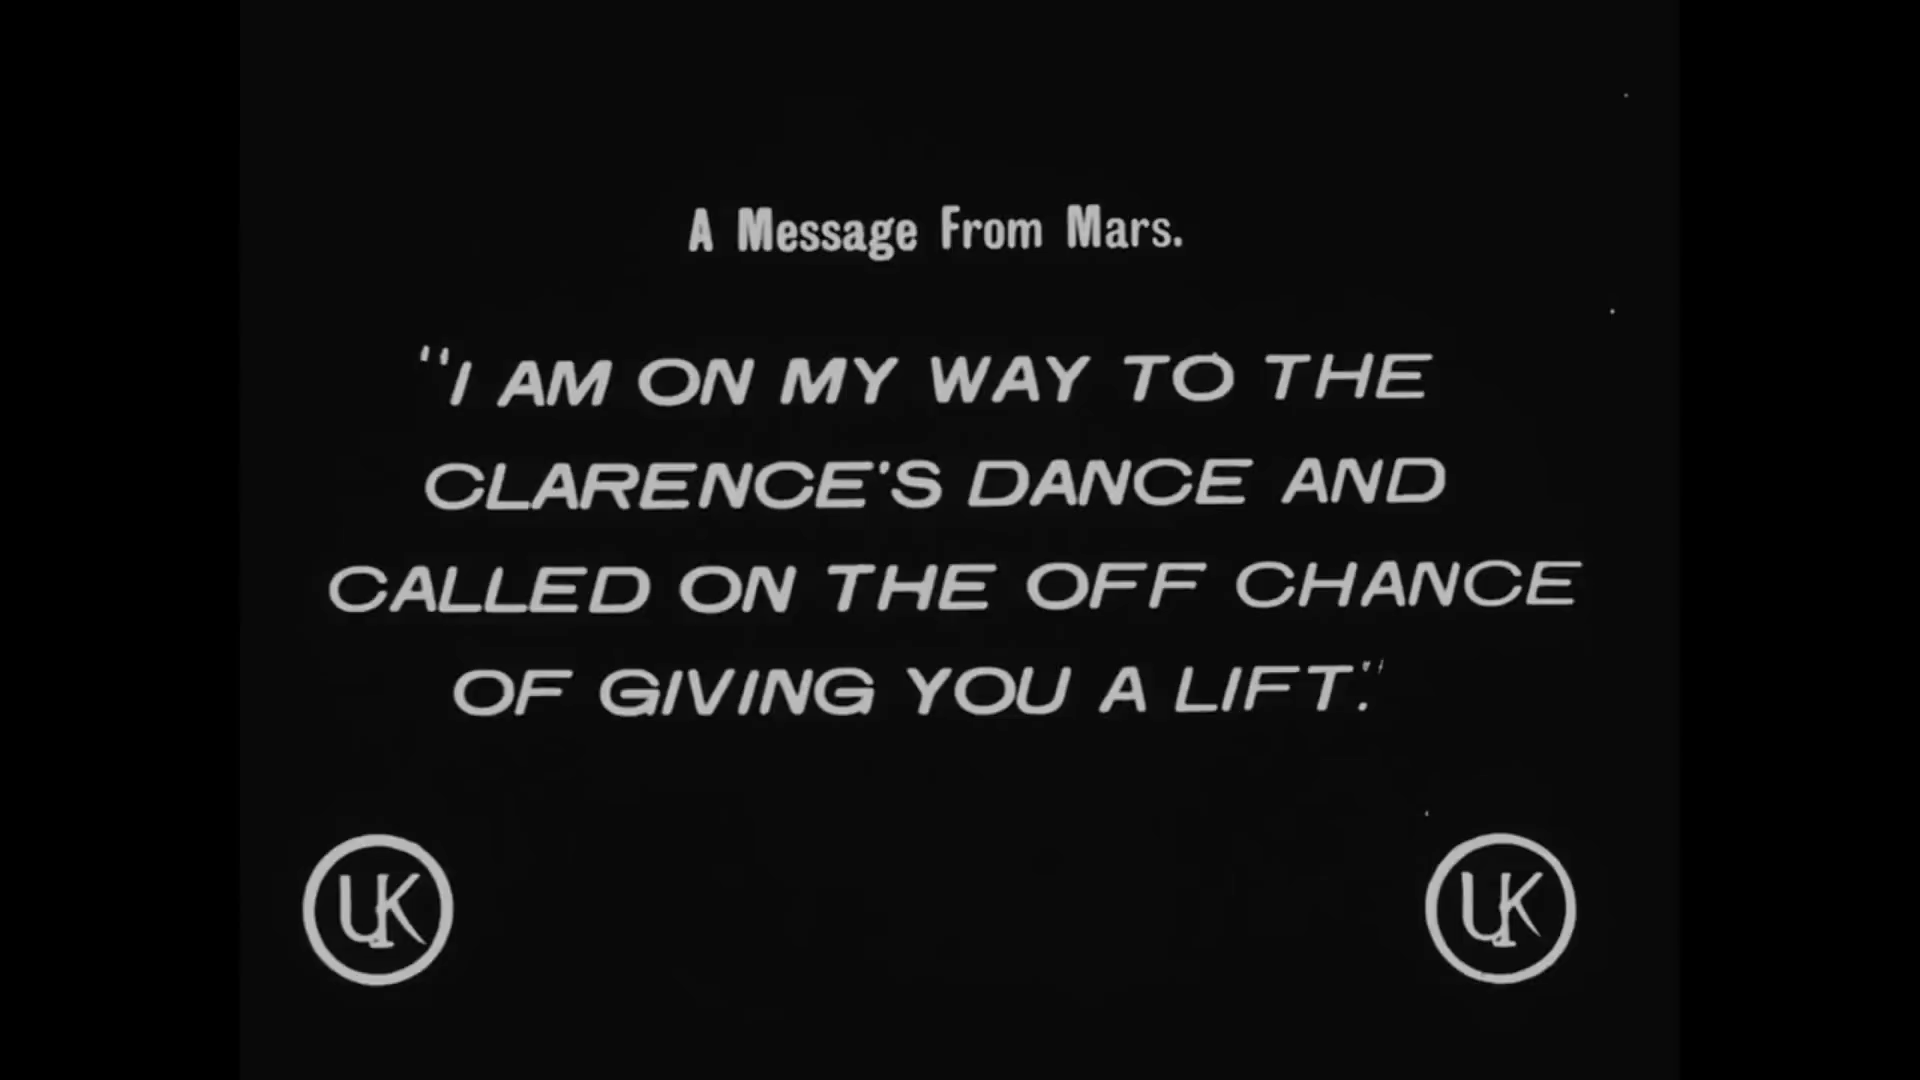 A Message From Mars.
"I AM ON MY WAY TO THE
CLARENCE'S DANCE AND
CALLED ON THE OFF CHANCE
OF GIVING YOU A LIFT."
UK UK